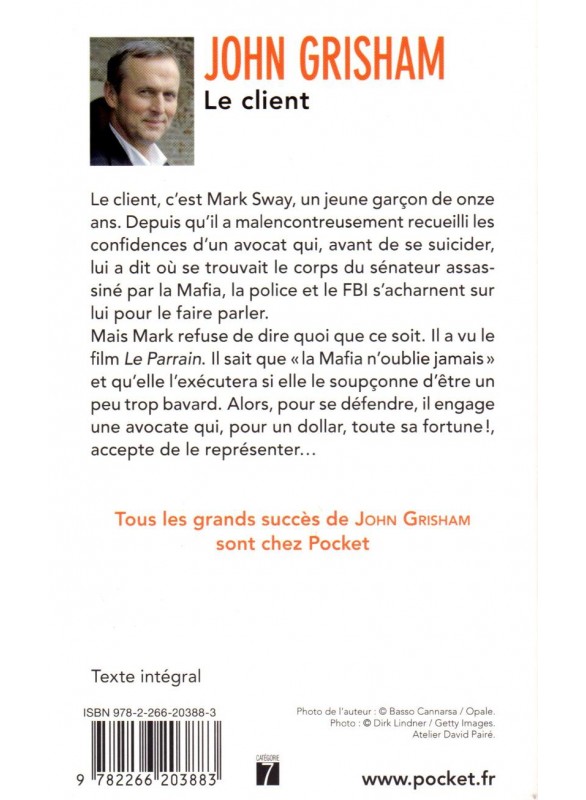 JOHN GRISHAM
Le client
Le client, c’est Mark Sway, un jeune garçon de onze
ans. Depuis qu’il a malencontreusement recueilli les
confidences d’un avocat qui, avant de se suicider,
lui a dit où se trouvait le corps du sénateur assas-
siné par la Mafia, la police et le FBI s’acharnent sur
lui pour le faire parler.
Mais Mark refuse de dire quoi que ce soit. Il a vu le
film Le Parrain. Il sait que « la Mafia n’oublie jamais »
et qu’elle l’exécutera si elle le soupçonne d’être un
peu trop bavard. Alors, pour se défendre, il engage
une avocate qui, pour un dollar, toute sa fortune !,
accepte de le représenter…
Tous les grands succès de JOHN GRISHAM
sont chez Pocket
Texte intégral
ISBN 978-2-266-20388-3
Photo de l’auteur : © Basso Cannarsa / Opale.
Photo : © Dirk Lindner / Getty Images.
Atelier David Pairé.
CATÉGORIE
7
9 782266 203883
www.pocket.fr